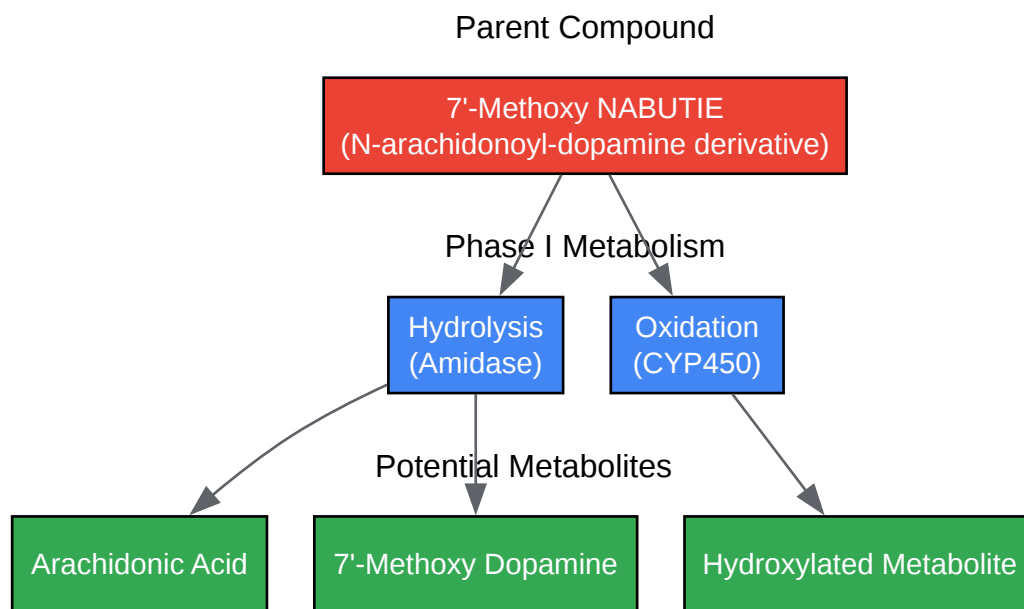 Parent Compound
7'-Methoxy NABUTIE
(N-arachidonoyl-dopamine derivative)
Phase I Metabolism
Hydrolysis
(Amidase)
Oxidation
(CYP450)
Potential Metabolites
Arachidonic Acid
7'-Methoxy Dopamine
Hydroxylated Metabolite